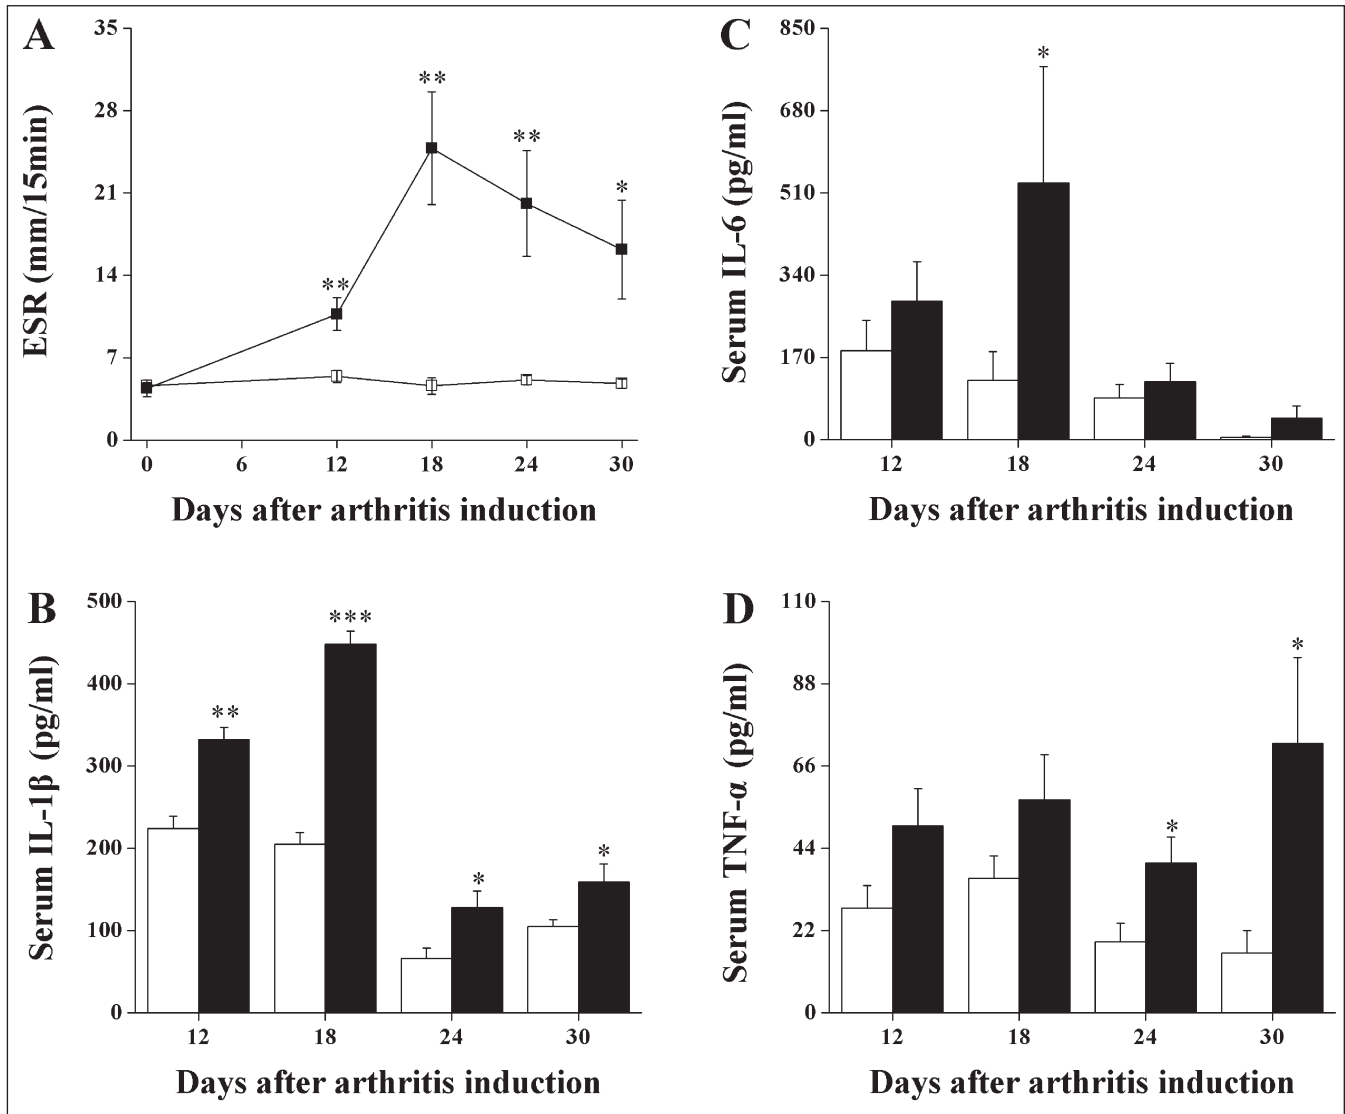 A
35
28
21
14
7
0
ESR (mm/15min)
**
**
**
*
0 6 12 18 24 30
Days after arthritis induction
C
850
680
510
340
170
0
Serum IL-6 (pg/ml)
*
12 18 24 30
Days after arthritis induction
B
500
400
300
200
100
0
Serum IL-1β (pg/ml)
**
***
*
*
12 18 24 30
Days after arthritis induction
D
110
88
66
44
22
0
Serum TNF-α (pg/ml)
*
*
12 18 24 30
Days after arthritis induction